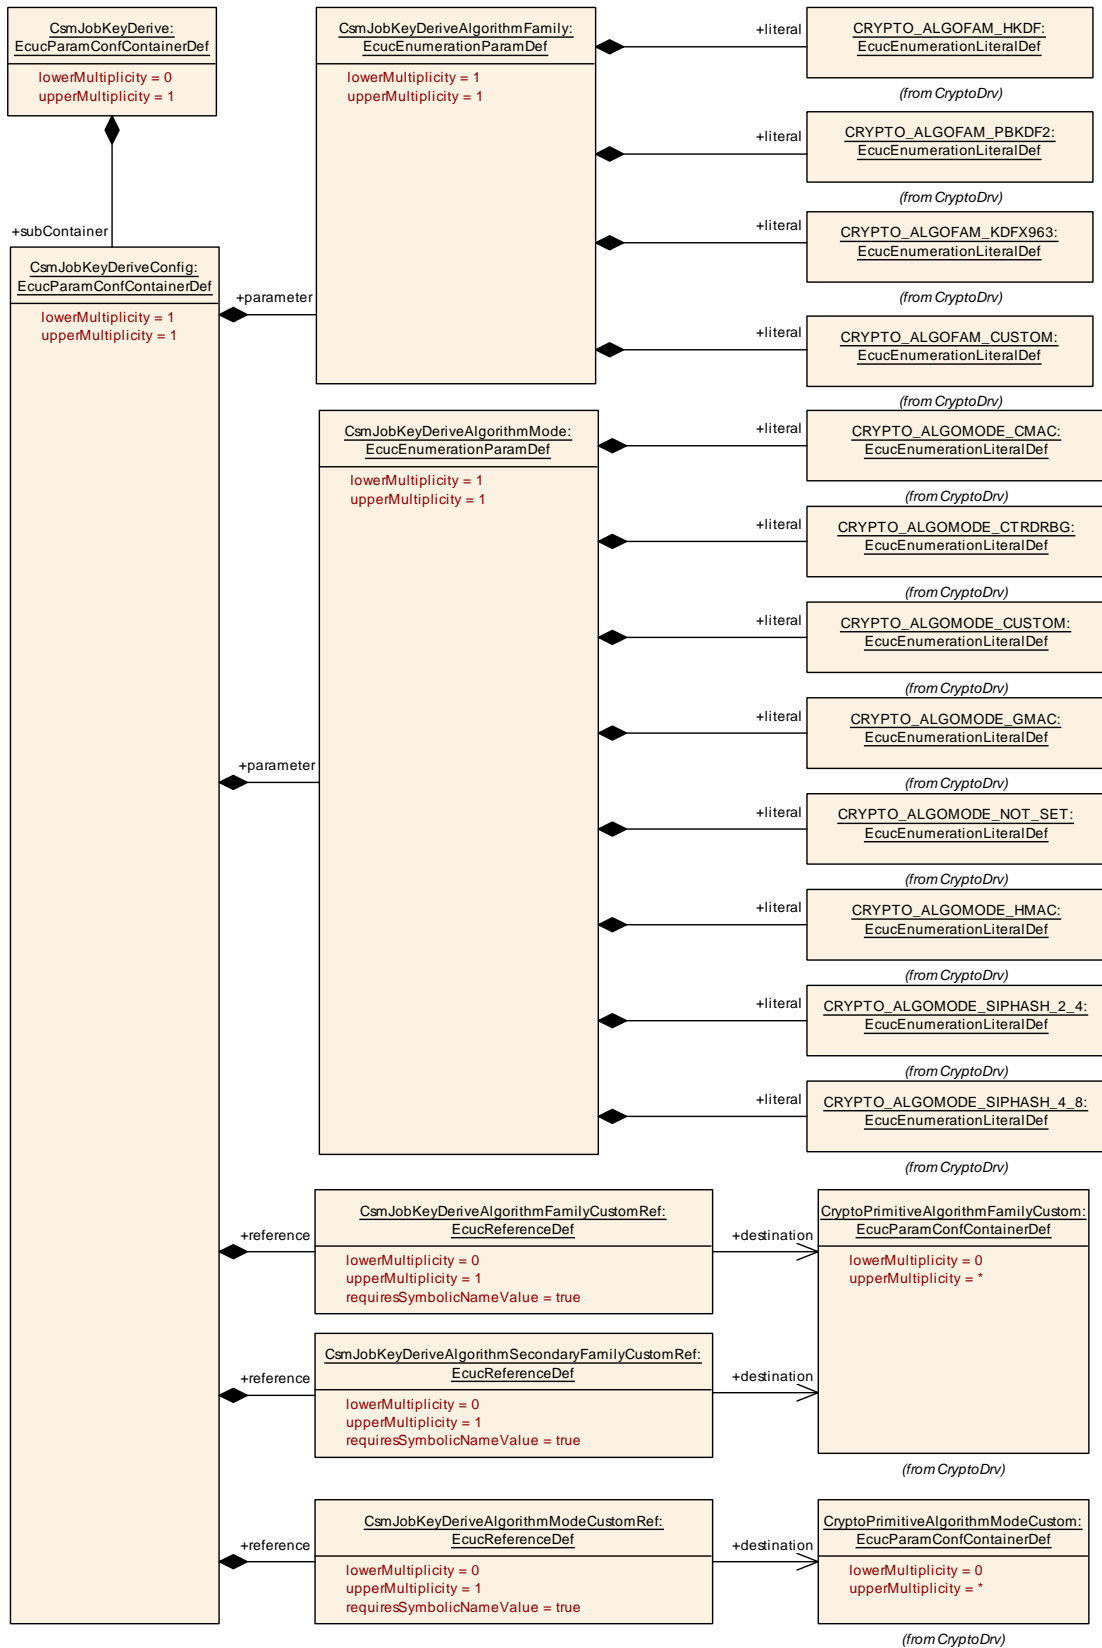 CsmJobKeyDerive:
EcucParamConfContainerDef
lowerMultiplicity = 0
upperMultiplicity = 1
+subContainer
CsmJobKeyDeriveConfig:
EcucParamConfContainerDef
lowerMultiplicity = 1
upperMultiplicity = 1
+parameter
CsmJobKeyDeriveAlgorithmFamily:
EcucEnumerationParamDef
lowerMultiplicity = 1
upperMultiplicity = 1
+literal
CRYPTO_ALGOFAM_HKDF:
EcucEnumerationLiteralDef
(from CryptoDrv)
+literal
CRYPTO_ALGOFAM_PBKDF2:
EcucEnumerationLiteralDef
(from CryptoDrv)
+literal
CRYPTO_ALGOFAM_KDFX963:
EcucEnumerationLiteralDef
(from CryptoDrv)
+literal
CRYPTO_ALGOFAM_CUSTOM:
EcucEnumerationLiteralDef
(from CryptoDrv)
+parameter
CsmJobKeyDeriveAlgorithmMode:
EcucEnumerationParamDef
lowerMultiplicity = 1
upperMultiplicity = 1
+literal
CRYPTO_ALGOMODE_CMAC:
EcucEnumerationLiteralDef
(from CryptoDrv)
+literal
CRYPTO_ALGOMODE_CTRDRBG:
EcucEnumerationLiteralDef
(from CryptoDrv)
+literal
CRYPTO_ALGOMODE_CUSTOM:
EcucEnumerationLiteralDef
(from CryptoDrv)
+literal
CRYPTO_ALGOMODE_GMAC:
EcucEnumerationLiteralDef
(from CryptoDrv)
+literal
CRYPTO_ALGOMODE_NOT_SET:
EcucEnumerationLiteralDef
(from CryptoDrv)
+literal
CRYPTO_ALGOMODE_HMAC:
EcucEnumerationLiteralDef
(from CryptoDrv)
+literal
CRYPTO_ALGOMODE_SIPHASH_2_4:
EcucEnumerationLiteralDef
(from CryptoDrv)
+literal
CRYPTO_ALGOMODE_SIPHASH_4_8:
EcucEnumerationLiteralDef
(from CryptoDrv)
+reference
CsmJobKeyDeriveAlgorithmFamilyCustomRef:
EcucReferenceDef
lowerMultiplicity = 0
upperMultiplicity = 1
requiresSymbolicNameValue = true
+destination
CryptoPrimitiveAlgorithmFamilyCustom:
EcucParamConfContainerDef
lowerMultiplicity = 0
upperMultiplicity = *
+reference
CsmJobKeyDeriveAlgorithmSecondaryFamilyCustomRef:
EcucReferenceDef
lowerMultiplicity = 0
upperMultiplicity = 1
requiresSymbolicNameValue = true
+destination
(from CryptoDrv)
+reference
CsmJobKeyDeriveAlgorithmModeCustomRef:
EcucReferenceDef
lowerMultiplicity = 0
upperMultiplicity = 1
requiresSymbolicNameValue = true
+destination
CryptoPrimitiveAlgorithmModeCustom:
EcucParamConfContainerDef
lowerMultiplicity = 0
upperMultiplicity = *
(from CryptoDrv)